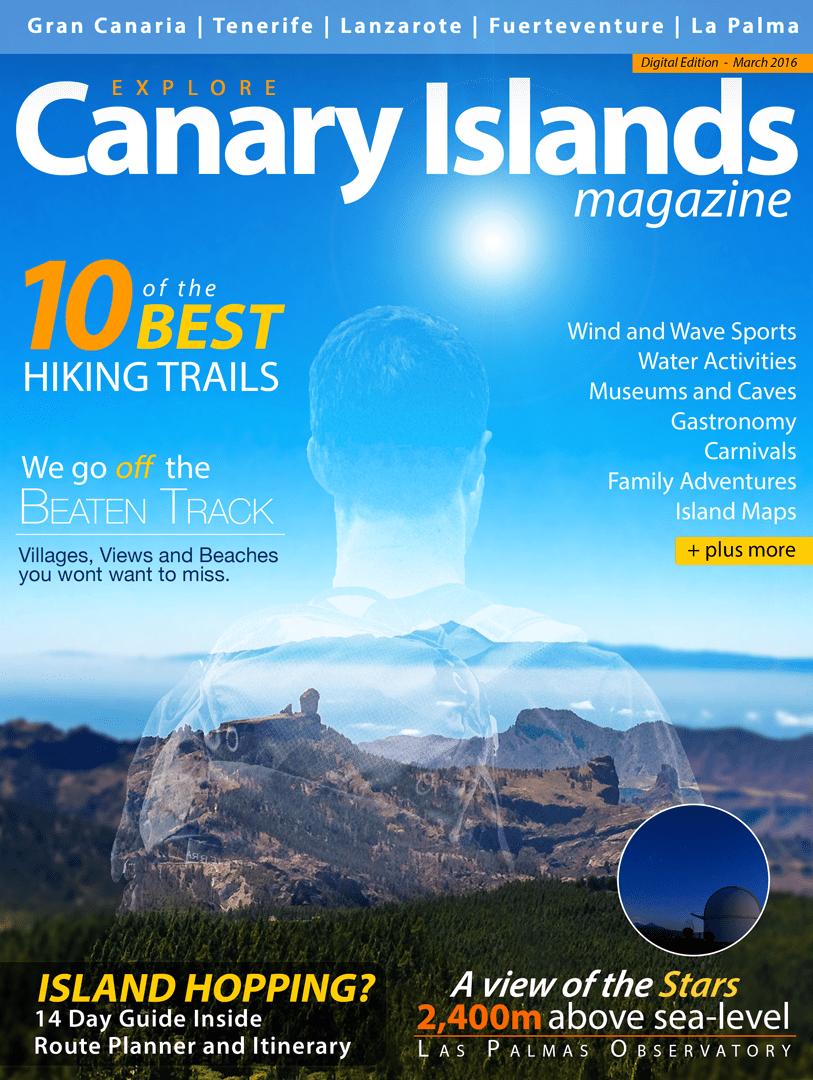 Gran Canaria | Tenerife | Lanzarote | Fuerteventure | La Palma
Digital Edition - March 2016
EXPLORE
Canary Islands
magazine
10 of the
BEST
HIKING TRAILS
Wind and Wave Sports
Water Activities
Museums and Caves
Gastronomy
Carnivals
Family Adventures
Island Maps
+ plus more
We go off the
BEATEN TRACK
Villages, Views and Beaches
you wont want to miss.
ISLAND HOPPING?
14 Day Guide Inside
Route Planner and Itinerary
A view of the Stars
2,400m above sea-level
LAS PALMAS OBSERVATORY